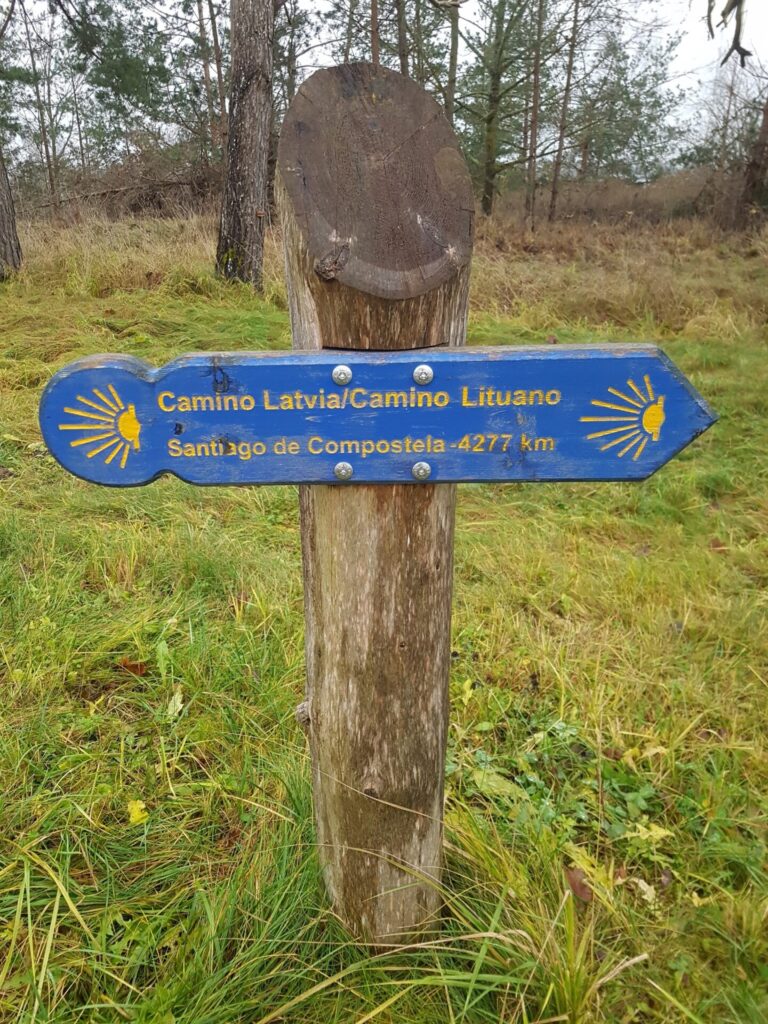 Camino Latvia/Camino Lituano
Santiago de Compostela -4277 km